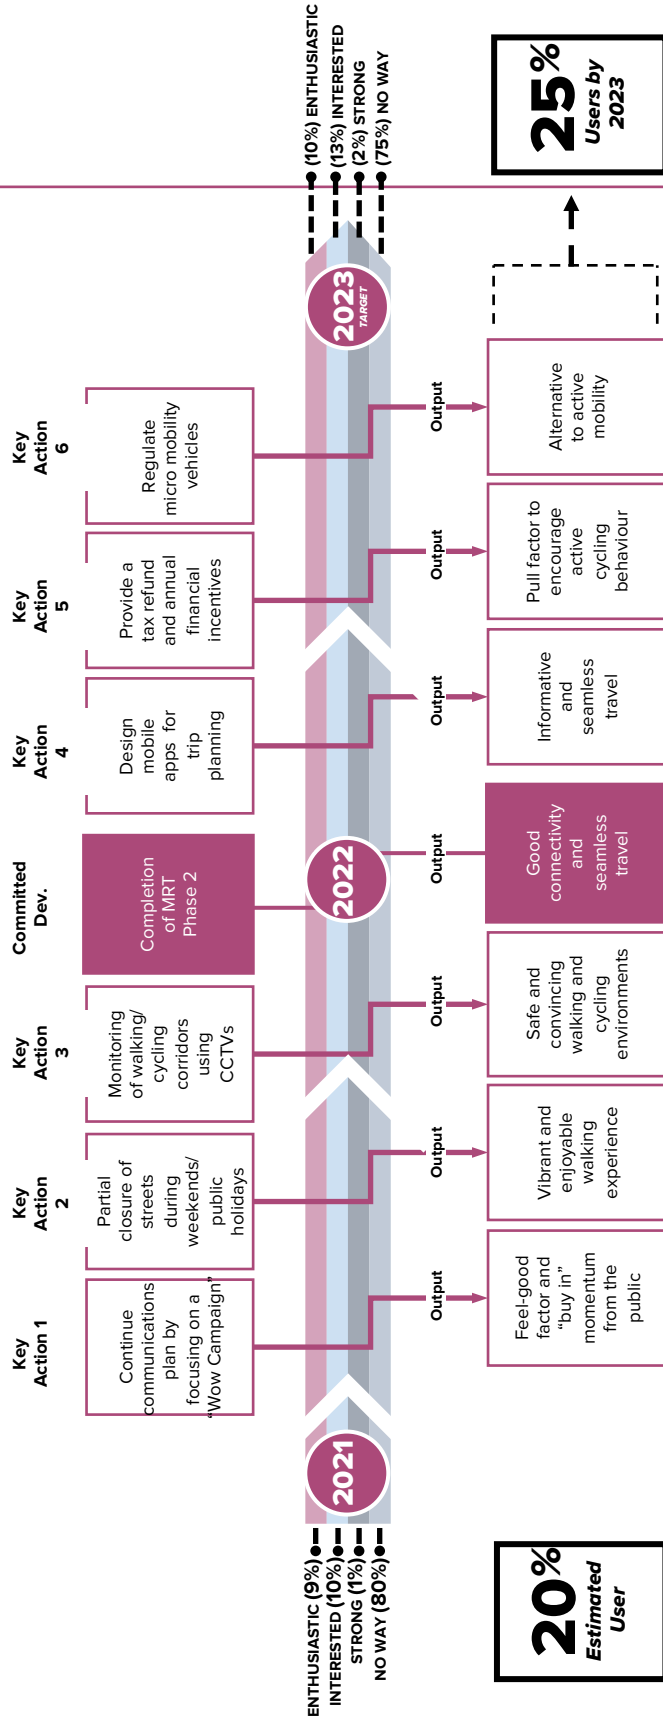 Key
Action 1
Key
Action
2
Key
Action
3
Committed
Dev.
Key
Action
4
Key
Action
5
Key
Action
6
Continue
communications
plan by
focusing on a
“Wow Campaign”
Partial
closure of
streets
during
weekends/
public
holidays
Monitoring
of walking/
cycling
corridors
using
CCTVs
Completion
of MRT
Phase 2
Design
mobile
apps for
trip
planning
Provide a
tax refund
and annual
financial
incentives
Regulate
micro mobility
vehicles
ENTHUSIASTIC (9%)
INTERESTED (10%)
STRONG (1%)
NO WAY (80%)
2021
2022
2023
TARGET
(10%) ENTHUSIASTIC
(13%) INTERESTED
(2%) STRONG
(75%) NO WAY
Output
Output
Output
Output
Output
Output
Output
20%
Estimated
User
Feel-good
factor and
“buy in”
momentum
from the
public
Vibrant and
enjoyable
walking
experience
Safe and
convincing
walking and
cycling
environments
Good
connectivity
and
seamless
travel
Informative
and
seamless
travel
Pull factor to
encourage
active
cycling
behaviour
Alternative
to active
mobility
25%
Users by
2023